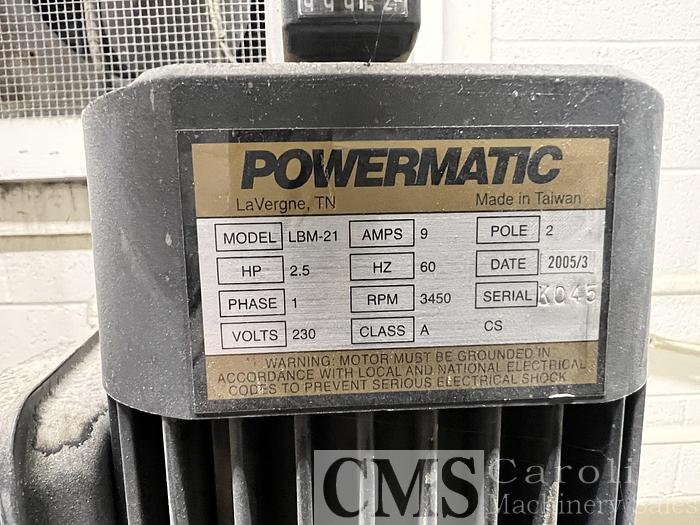 POWERMATIC
LaVergne, TN Made in Taiwan
MODEL LBM-21 AMPS 9 POLE 2
HP 2.5 HZ 60 DATE 2005/3
PHASE 1 RPM 3450 SERIAL K045
VOLTS 230 CLASS A CS
WARNING: MOTOR MUST BE GROUNDED IN
ACCORDANCE WITH LOCAL AND NATIONAL ELECTRICAL
CODES TO PREVENT SERIOUS ELECTRICAL SHOCK
CMS Caroli
Machinery Sales